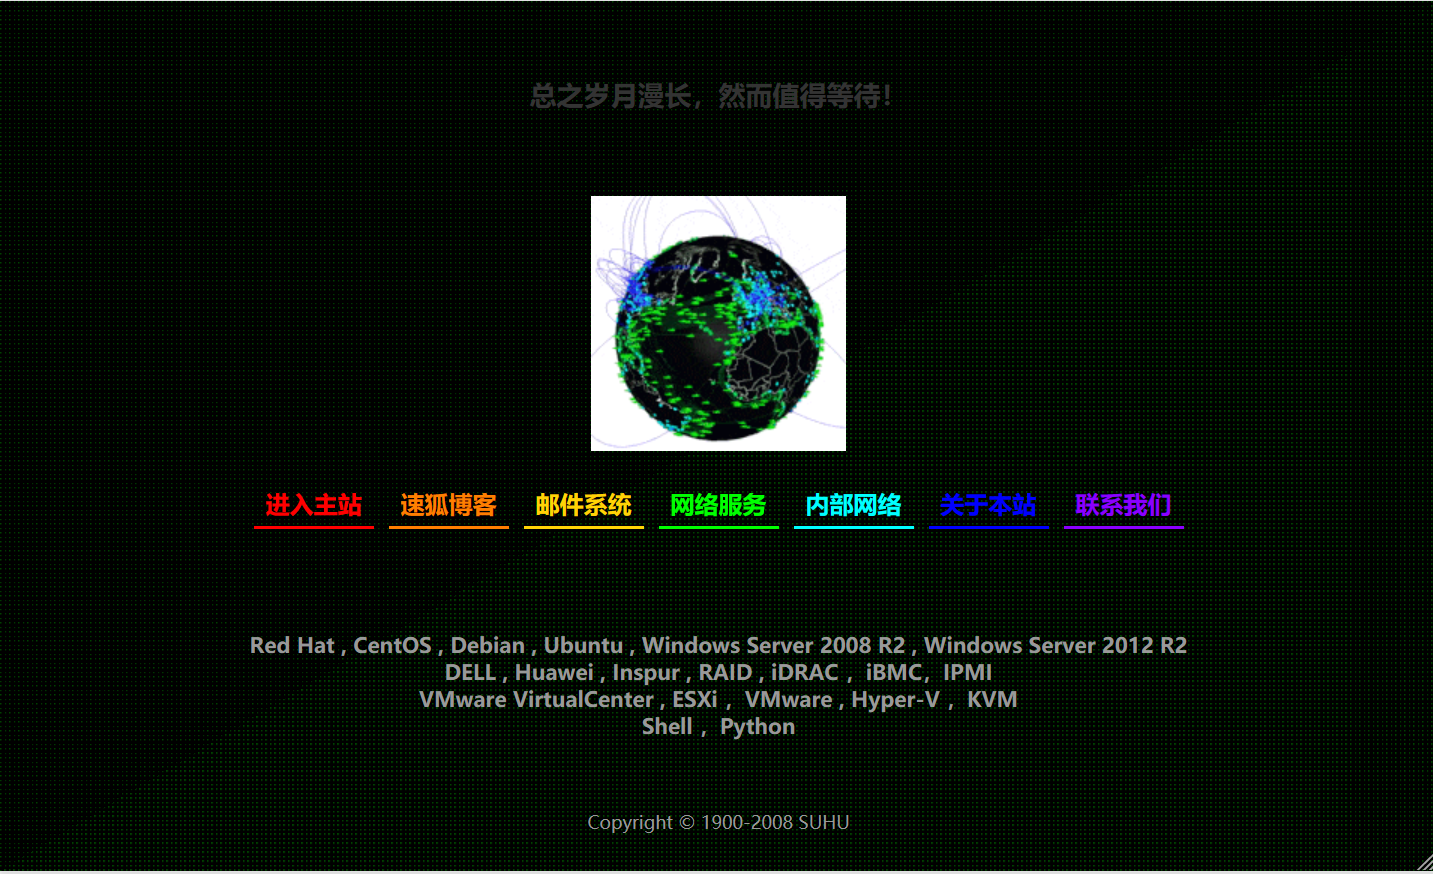 总之岁月漫长，然而值得等待！
进入主站 速狐博客 邮件系统 网络服务 内部网络 关于本站 联系我们
Red Hat , CentOS , Debian , Ubuntu , Windows Server 2008 R2 , Windows Server 2012 R2
DELL , Huawei , Inspur , RAID , iDRAC ，iBMC，IPMI
VMware VirtualCenter , ESXi ，VMware , Hyper-V ，KVM
Shell ，Python
Copyright © 1900-2008 SUHU